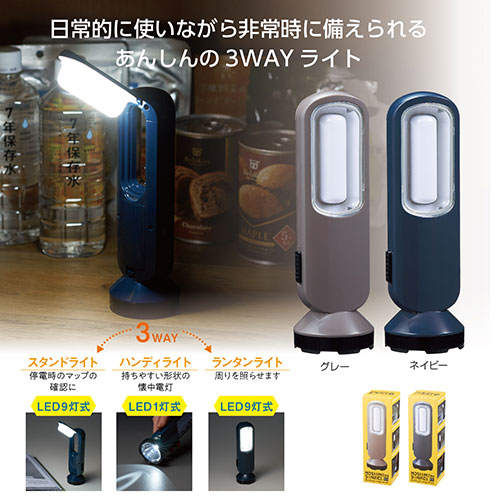 日常的に使いながら非常時に備えられる
あんしんの 3WAY ライト
7年保存水
7年保存水
Chocolate
MAPLE
グレー
ネイビー
3WAY
スタンドライト
停電時のマップの
確認に
LED9灯式
ハンディライト
持ちやすい形状の
懐中電灯
LED1灯式
ランタンライト
周りを照らせます
LED9灯式